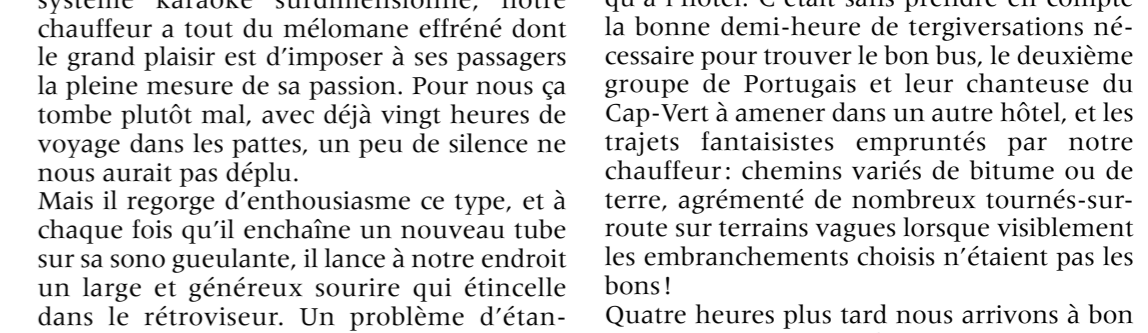 système karaoké surdimensionné, notre
chauffeur a tout du mélomane effréné dont
le grand plaisir est d'imposer à ses passagers
la pleine mesure de sa passion. Pour nous ça
tombe plutôt mal, avec déjà vingt heures de
voyage dans les pattes, un peu de silence ne
nous aurait pas déplu.
Mais il regorge d'enthousiasme ce type, et à
chaque fois qu'il enchaîne un nouveau tube
sur sa sono gueulante, il lance à notre endroit
un large et généreux sourire qui étincelle
dans le rétroviseur. Un problème d'étan-
qu'à l'hôtel. C'était sans prendre en compte
la bonne demi-heure de tergiversations né-
cessaire pour trouver le bon bus, le deuxième
groupe de Portugais et leur chanteuse du
Cap-Vert à amener dans un autre hôtel, et les
trajets fantaisistes empruntés par notre
chauffeur: chemins variés de bitume ou de
terre, agrémenté de nombreux tournés-sur-
route sur terrains vagues lorsque visiblement
les embranchements choisis n'étaient pas les
bons!
Quatre heures plus tard nous arrivons à bon